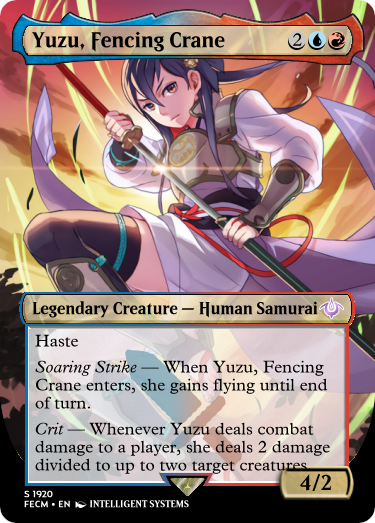 Yuzu, Fencing Crane 2
Legendary Creature — Human Samurai
Haste
Soaring Strike — When Yuzu, Fencing
Crane enters, she gains flying until end
of turn.
Crit — Whenever Yuzu deals combat
damage to a player, she deals 2 damage
divided to up to two target creatures.
4/2
S 1920
FECM • EN INTELLIGENT SYSTEMS